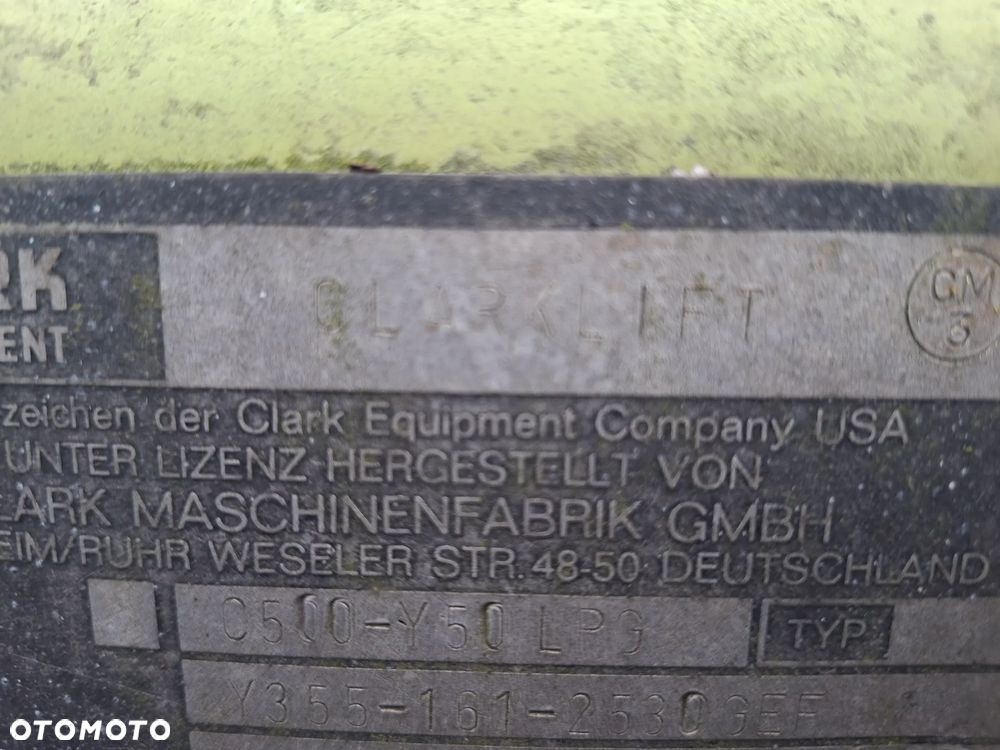 RK
ENT
CLARKLIFT
GM
3
zeichen der Clark Equipment Company USA
UNTER LIZENZ HERGESTELLT VON
LARK MASCHINENFABRIK GMBH
EIM/RUHR WESELER STR. 48-50 DEUTSCHLAND
C500-Y50 LPG
TYP
Y355-161-2530GEF
OTOMOTO